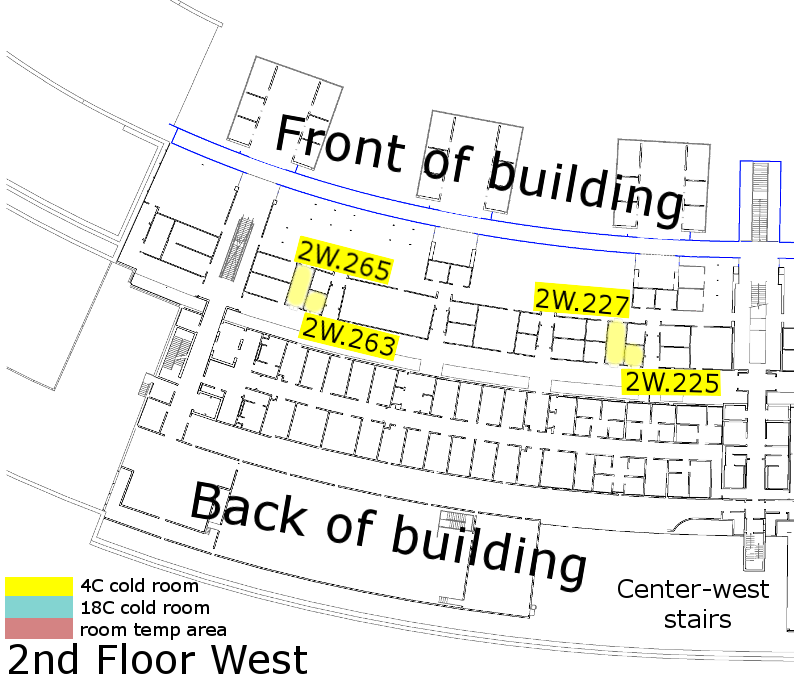 Front of building
2W.265
2W.227
2W.263
2W.225
Back of building
4C cold room
18C cold room
room temp area
Center-west
stairs
2nd Floor West